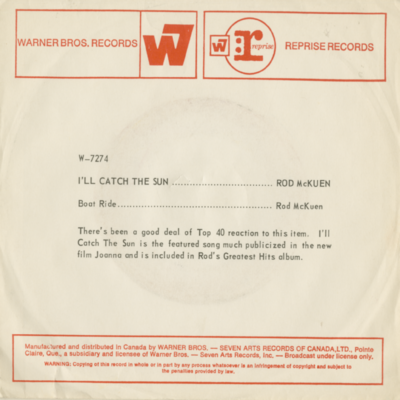 WARNER BROS. RECORDS W7 W7 r: reprise REPRISE RECORDS
W-7274
I'LL CATCH THE SUN ........................................ ROD McKUEN
Boat Ride........................................................ Rod McKuen
There's been a good deal of Top 40 reaction to this item. I'll
Catch The Sun is the featured song much publicized in the new
film Joanna and is included in Rod's Greatest Hits album.
Manufactured and distributed in Canada by WARNER BROS. — SEVEN ARTS RECORDS OF CANADA,LTD., Pointe
Claire, Que., a subsidiary and licensee of Warner Bros. — Seven Arts Records, Inc, — Broadcast under license only.
WARNING: Copying of this record in whole or in part by any process whatsoever is an infringement of copyright and subject to
the penalties provided by law.